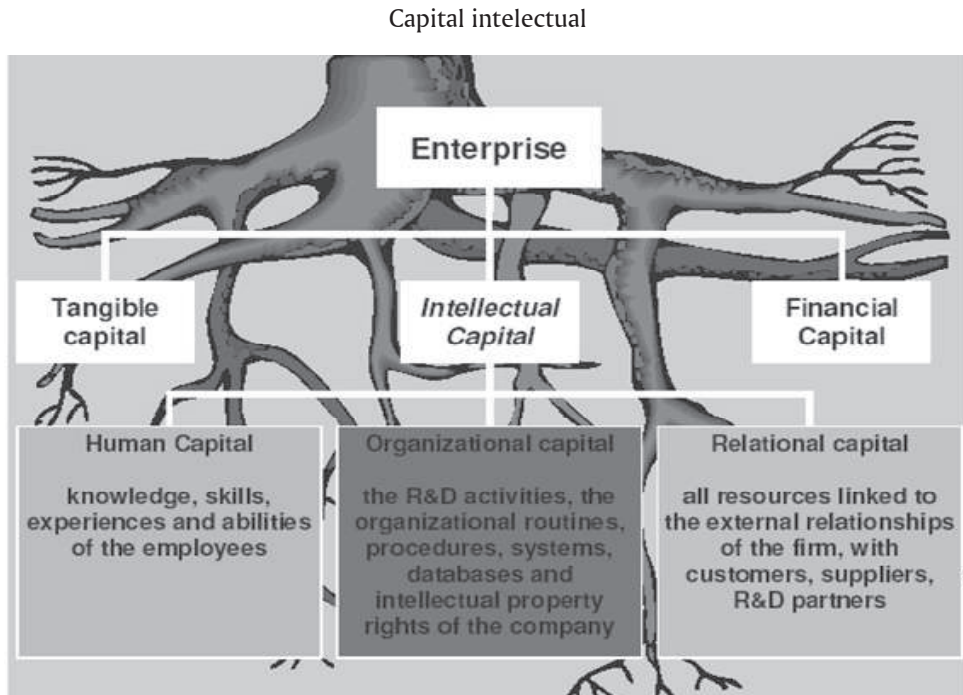 Capital intelectual
Enterprise
Tangible
capital
Intellectual
Capital
Financial
Capital
Human Capital
knowledge, skills,
experiences and abilities
of the employees
Organizational capital
the R&D activities, the
organizational routines,
procedures, systems,
databases and
intellectual property
rights of the company
Relational capital
all resources linked to
the external relationships
of the firm, with
customers, suppliers,
R&D partners